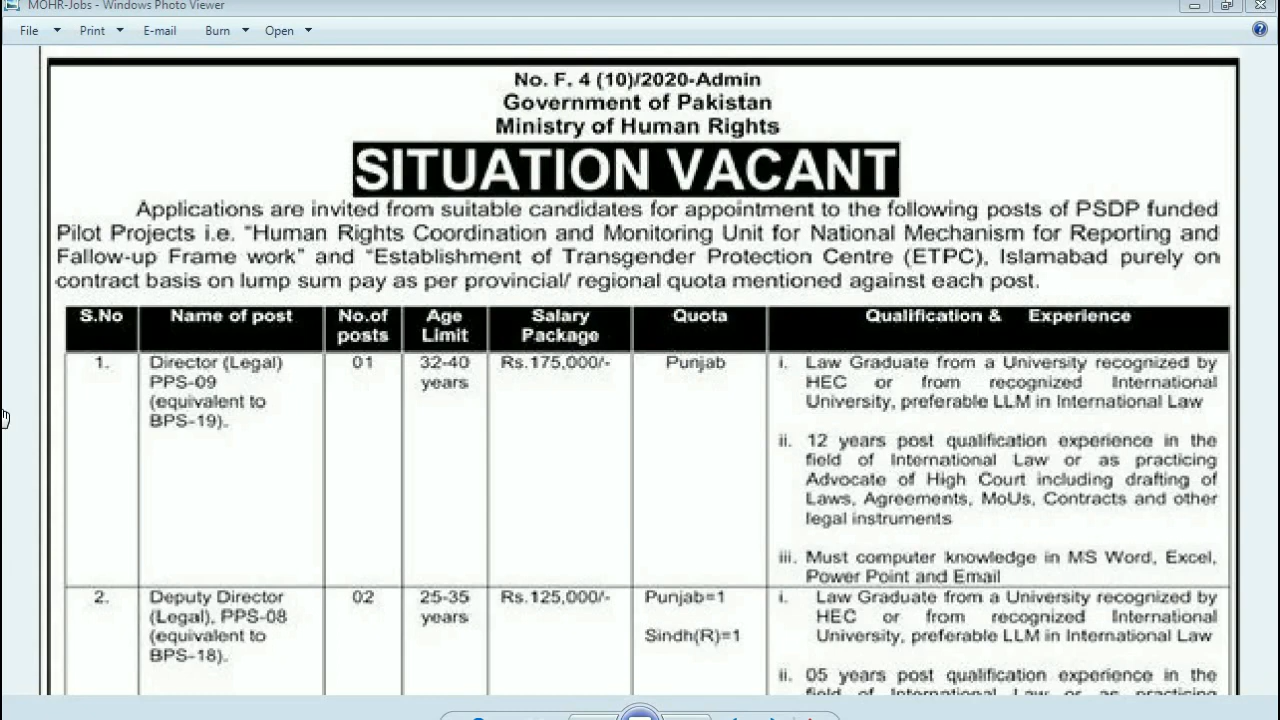 MOHR-Jobs - Windows Photo Viewer
File Print E-mail Burn Open
No. F. 4 (10)/2020-Admin
Government of Pakistan
Ministry of Human Rights
SITUATION VACANT
Applications are invited from suitable candidates for appointment to the following posts of PSDP funded
Pilot Projects i.e. “Human Rights Coordination and Monitoring Unit for National Mechanism for Reporting and
Fallow-up Frame work” and “Establishment of Transgender Protection Centre (ETPC), Islamabad purely on
contract basis on lump sum pay as per provincial/ regional quota mentioned against each post.
S.No Name of post No.of posts Age Limit Salary Package Quota Qualification & Experience
1. Director (Legal)
PPS-09
(equivalent to
BPS-19).
01
32-40
years
Rs.175,000/-
Punjab
i. Law Graduate from a University recognized by
HEC or from recognized International
University, preferable LLM in International Law
ii. 12 years post qualification experience in the
field of International Law or as practicing
Advocate of High Court including drafting of
Laws, Agreements, MoUs, Contracts and other
legal instruments
iii. Must computer knowledge in MS Word, Excel,
Power Point and Email
2. Deputy Director
(Legal), PPS-08
(equivalent to
BPS-18).
02
25-35
years
Rs.125,000/-
Punjab=1
Sindh(R)=1
i. Law Graduate from a University recognized by
HEC or from recognized International
University, preferable LLM in International Law
ii. 05 years post qualification experience in the
field of International Law or as practicing